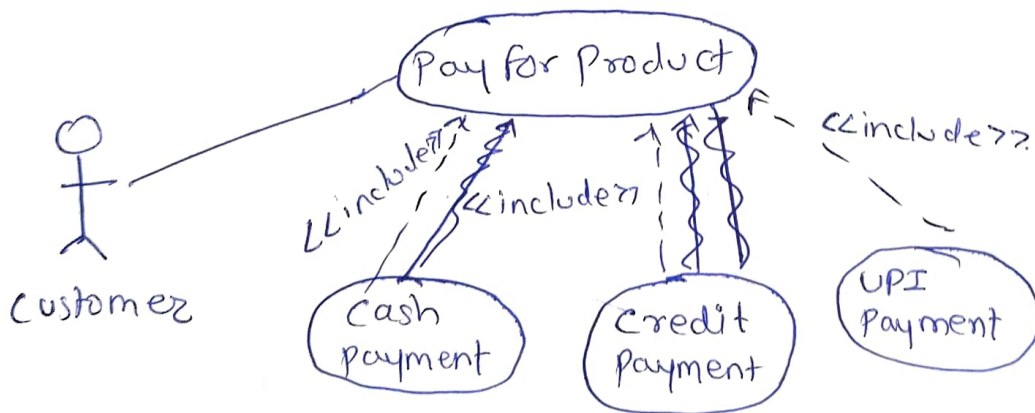 Pay for Product
<<include>>
<<include>>
<<include>>
Customer
Cash
payment
Credit
payment
UPI
payment